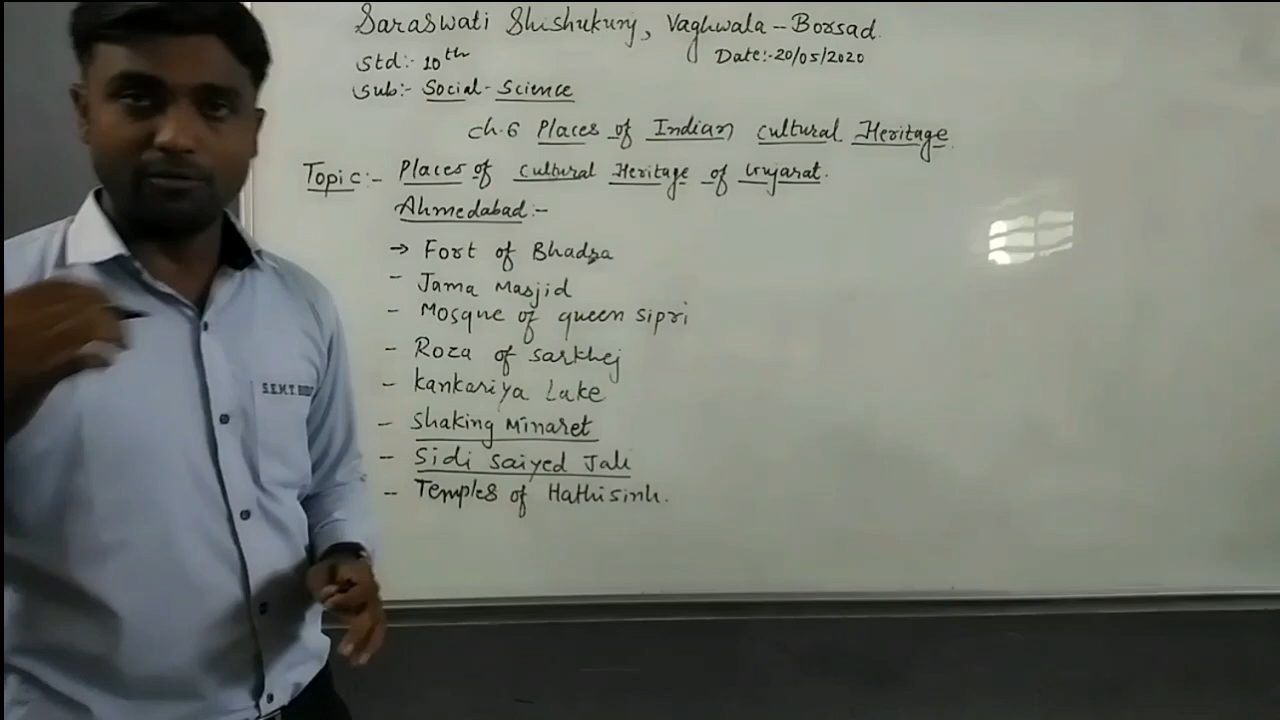 Saraswati Shishukunj, Vaghwala - Borsad.
Std:- 10th
Date:- 20/05/2020
Sub:- Social - Science
Ch.6 Places of Indian Cultural Heritage.
Topic:- Places of Cultural Heritage of Gujarat.
Ahmedabad:-
→ Fort of Bhadra
- Jama Masjid
- Mosque of queen sipri
- Roza of sarkhej
- Kankariya Lake
- Shaking Minaret
- Sidi Saiyed Jali
- Temples of Hathisinh.
S.E.M.T.